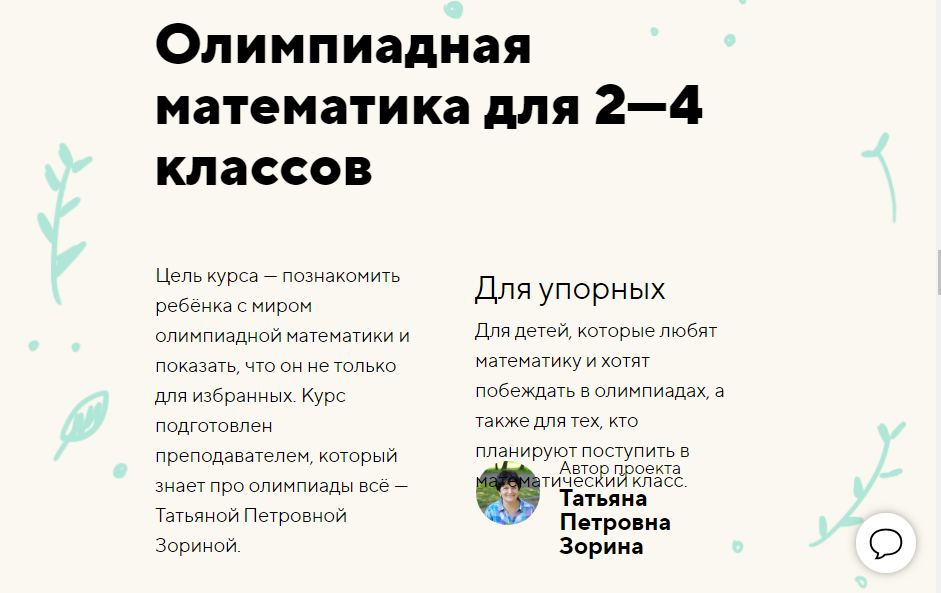 Олимпиадная
математика для 2—4
классов
Цель курса — познакомить
ребёнка с миром
олимпиадной математики и
показать, что он не только
для избранных. Курс
подготовлен
преподавателем, который
знает про олимпиады всё —
Татьяной Петровной
Зориной.
Для упорных
Для детей, которые любят
математику и хотят
побеждать в олимпиадах, а
также для тех, кто
планируют поступить в
математический класс.
Автор проекта
Татьяна
Петровна
Зорина